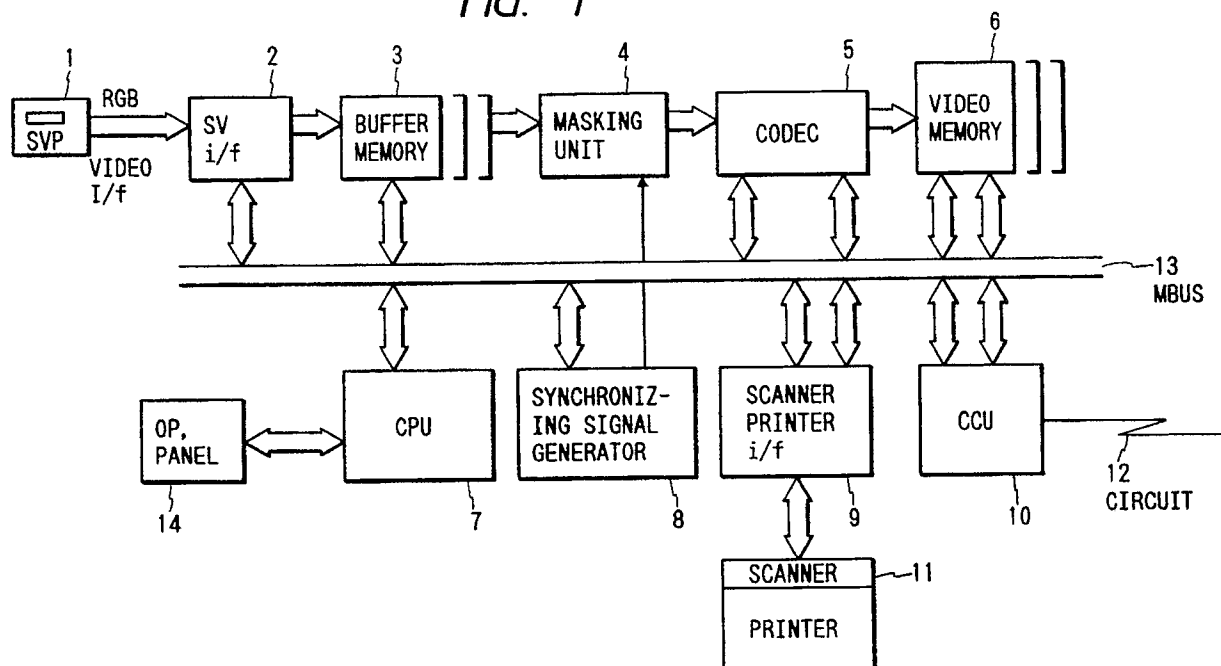 1
2
3
4
5
6
SVP
RGB
VIDEO
I/f
SV
i/f
BUFFER
MEMORY
MASKING
UNIT
CODEC
VIDEO
MEMORY
13
MBUS
OP,
PANEL
CPU
SYNCHRONIZ-
ING SIGNAL
GENERATOR
SCANNER
PRINTER
i/f
CCU
12
CIRCUIT
14
7
8
9
10
SCANNER
11
PRINTER